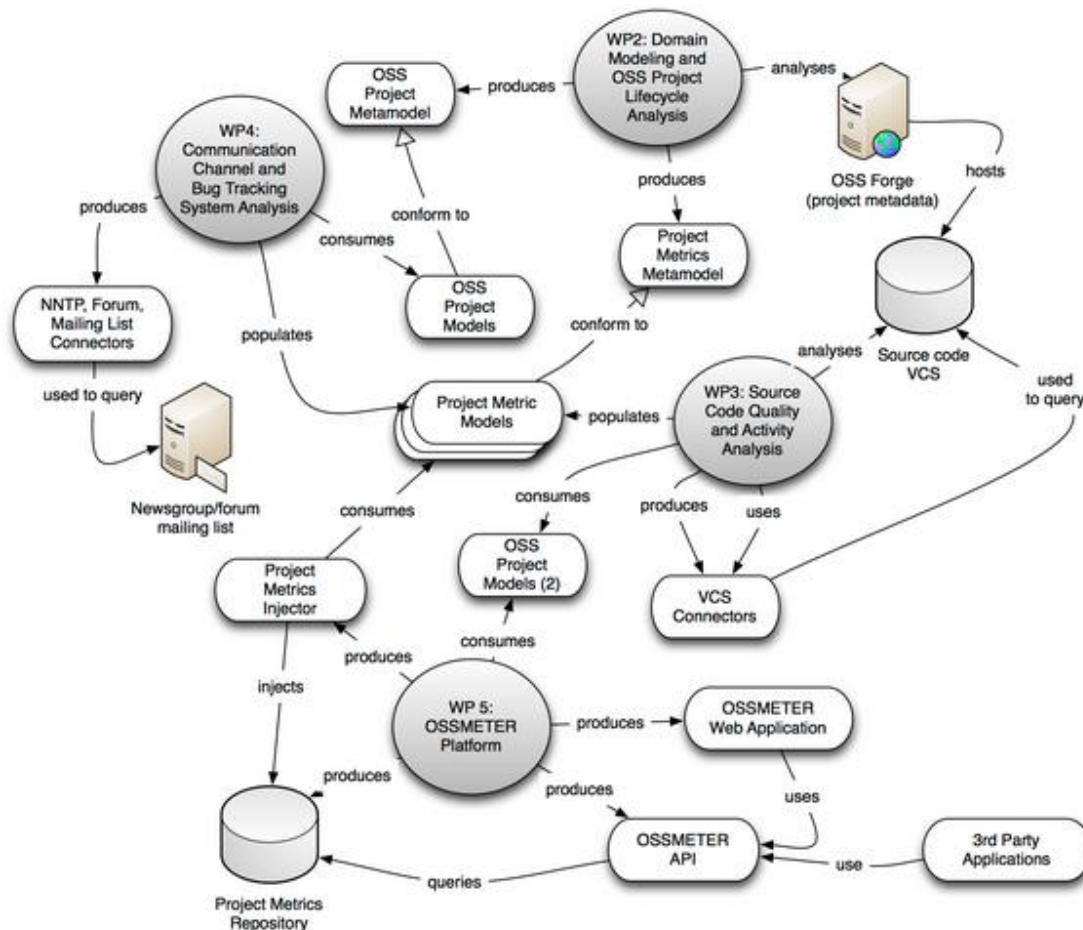 WP2: Domain
Modeling and
OSS Project
Lifecycle
Analysis
analyses
produces
OSS
Project
Metamodel
WP4:
Communication
Channel and
Bug Tracking
System Analysis
produces
hosts
OSS Forge
(project metadata)
produces
conform to
consumes
Project
Metrics
Metamodel
OSS
Project
Models
NNTP, Forum,
Mailing List
Connectors
populates
conform to
analyses
Source code
VCS
used to query
Project Metric
Models
populates
WP3: Source
Code Quality
and Activity
Analysis
used
to query
Newsgroup/forum
mailing list
consumes
consumes
produces
uses
OSS
Project
Models (2)
Project
Metrics
Injector
VCS
Connectors
consumes
produces
injects
WP 5:
OSSMETER
Platform
produces
OSSMETER
Web Application
produces
produces
uses
OSSMETER
API
3rd Party
Applications
use
queries
Project Metrics
Repository